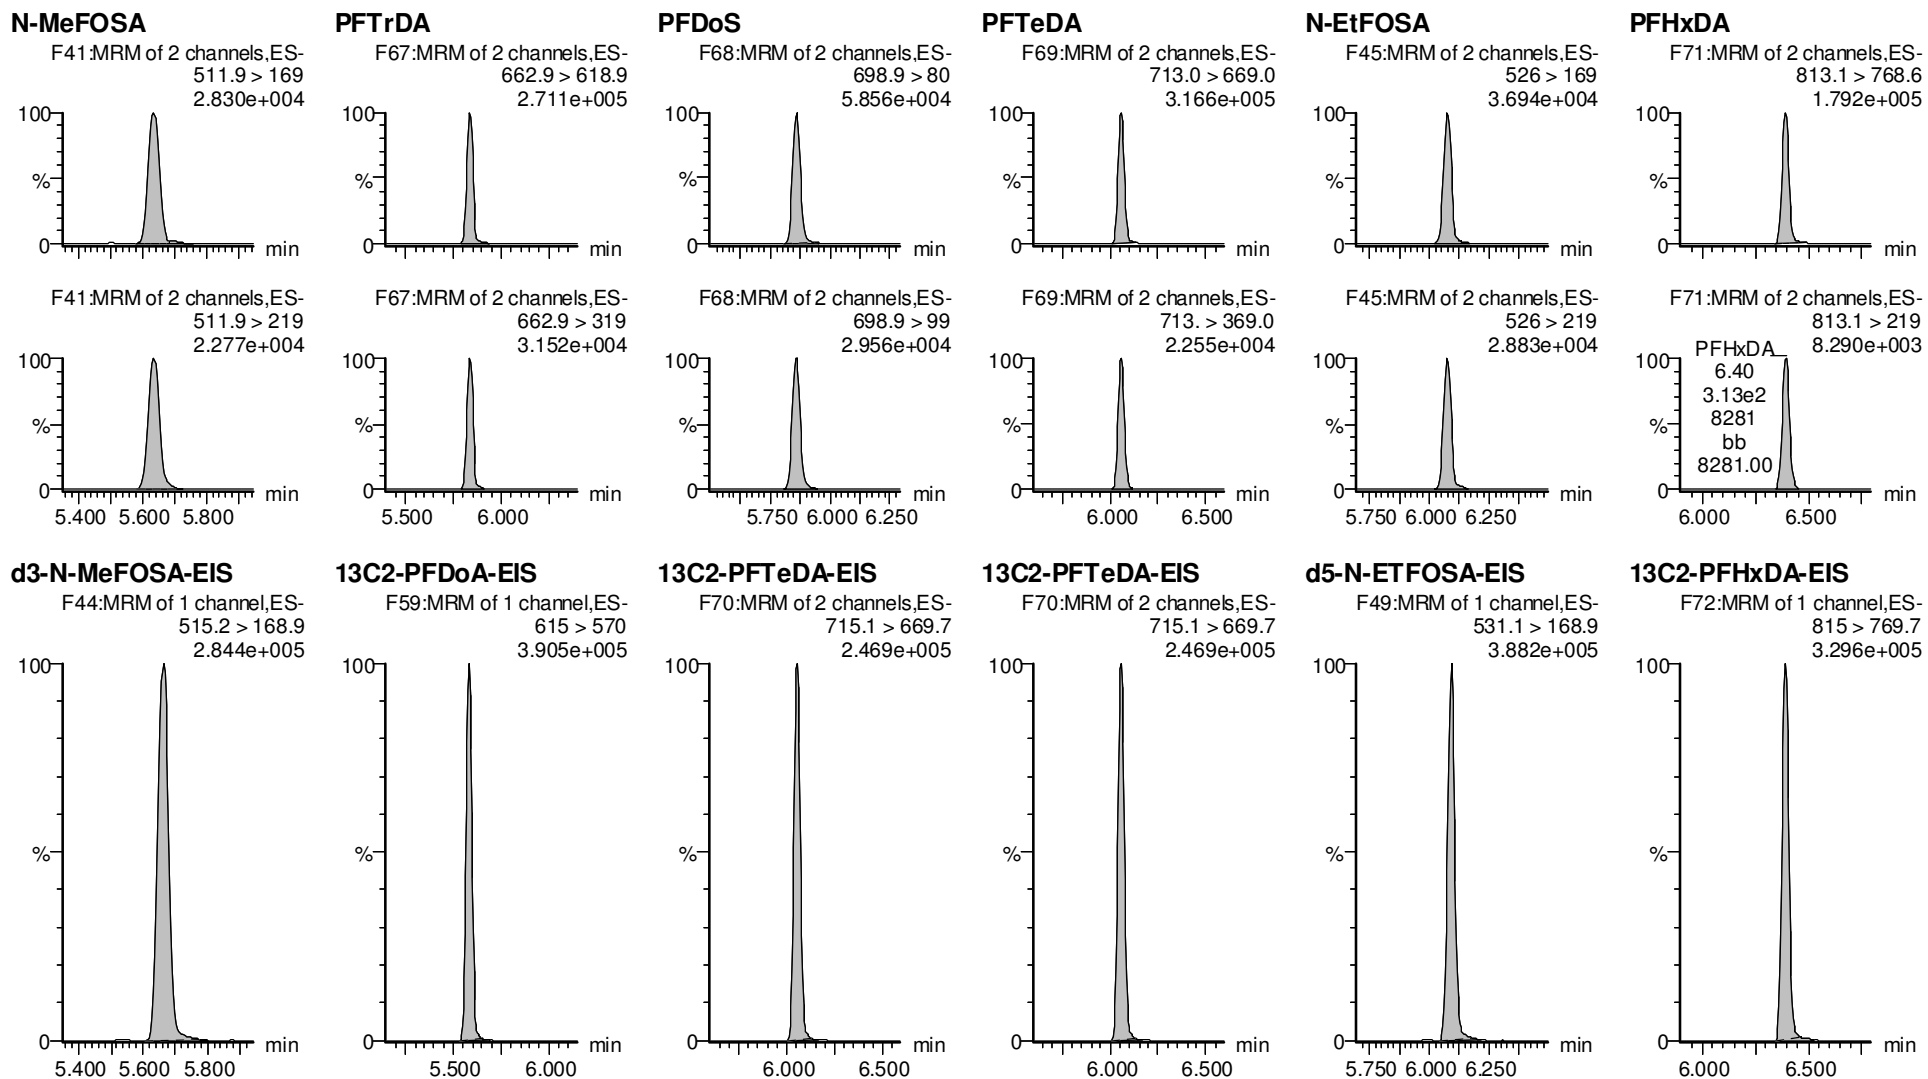 N-MeFOSA
F41:MRM of 2 channels,ES-
511.9 > 169
2.830e+004
100
%
0
min
F41:MRM of 2 channels,ES-
511.9 > 219
2.277e+004
100
%
0
min
5.400 5.600 5.800
d3-N-MeFOSA-EIS
F44:MRM of 1 channel,ES-
515.2 > 168.9
2.844e+005
100
%
0
min
5.400 5.600 5.800
PFTrDA
F67:MRM of 2 channels,ES-
662.9 > 618.9
2.711e+005
100
%
0
min
F67:MRM of 2 channels,ES-
662.9 > 319
3.152e+004
100
%
0
min
5.500 6.000
13C2-PFDoA-EIS
F59:MRM of 1 channel,ES-
615 > 570
3.905e+005
100
%
0
min
5.500 6.000
PFDoS
F68:MRM of 2 channels,ES-
698.9 > 80
5.856e+004
100
%
0
min
F68:MRM of 2 channels,ES-
698.9 > 99
2.956e+004
100
%
0
min
5.750 6.000 6.250
13C2-PFTeDA-EIS
F70:MRM of 2 channels,ES-
715.1 > 669.7
2.469e+005
100
%
0
min
6.000 6.500
PFTeDA
F69:MRM of 2 channels,ES-
713.0 > 669.0
3.166e+005
100
%
0
min
F69:MRM of 2 channels,ES-
713. > 369.0
2.255e+004
100
%
0
min
6.000 6.500
13C2-PFTeDA-EIS
F70:MRM of 2 channels,ES-
715.1 > 669.7
2.469e+005
100
%
0
min
6.000 6.500
N-EtFOSA
F45:MRM of 2 channels,ES-
526 > 169
3.694e+004
100
%
0
min
F45:MRM of 2 channels,ES-
526 > 219
2.883e+004
100
%
0
min
5.750 6.000 6.250
d5-N-ETFOSA-EIS
F49:MRM of 1 channel,ES-
531.1 > 168.9
3.882e+005
100
%
0
min
5.750 6.000 6.250
PFHxDA
F71:MRM of 2 channels,ES-
813.1 > 768.6
1.792e+005
100
%
0
min
F71:MRM of 2 channels,ES-
813.1 > 219
8.290e+003
100
PFHxDA
6.40
3.13e2
8281
bb
8281.00
%
0
min
6.000 6.500
13C2-PFHxDA-EIS
F72:MRM of 1 channel,ES-
815 > 769.7
3.296e+005
100
%
0
min
6.000 6.500